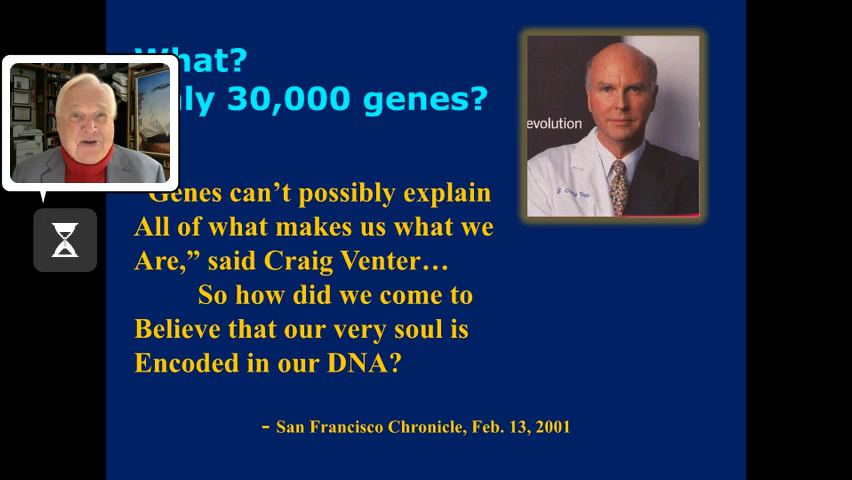 What?
nly 30,000 genes?
evolution
"Genes can't possibly explain
All of what makes us what we
Are," said Craig Venter…
So how did we come to
Believe that our very soul is
Encoded in our DNA?
- San Francisco Chronicle, Feb. 13, 2001